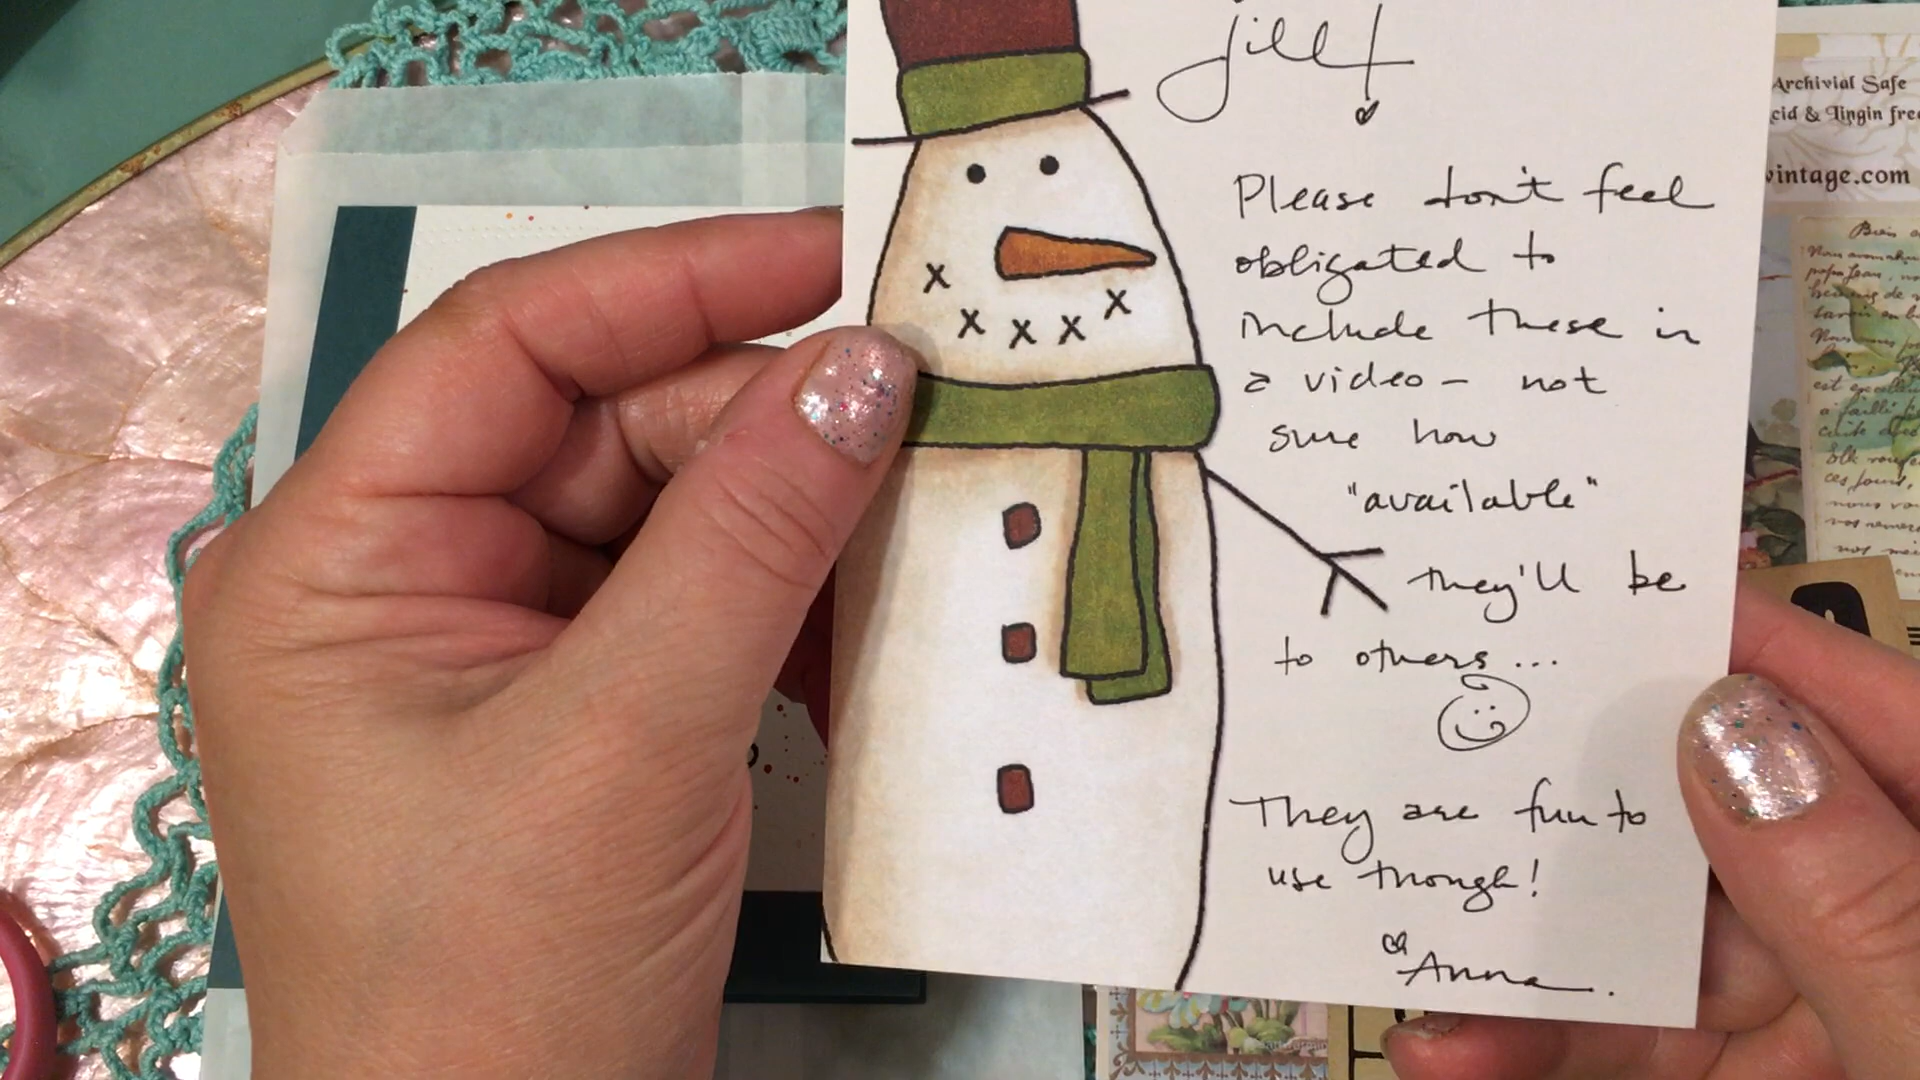 Jill
Please don't feel
obligated to
include these in
a video - not
sure how
"available"
they'll be
to others...
They are fun to
use though!
Anna.
Archivial Safe
cid & Lingin free
vintage.com